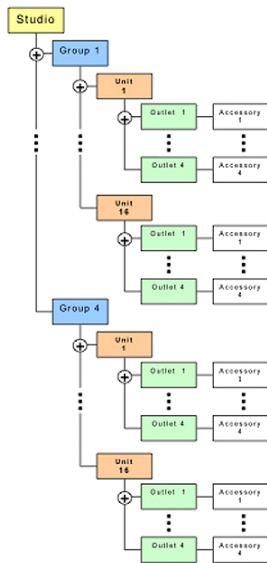 Studio
Group 1
Unit
1
Outlet 1
Accessory
1
Outlet 4
Accessory
4
Unit
16
Outlet 1
Accessory
1
Outlet 4
Accessory
4
Group 4
Unit
1
Outlet 1
Accessory
Outlet 4
Accessory
4
Unit
16
Outlet 1
Accessory
1
Outlet 4
Accessory
4